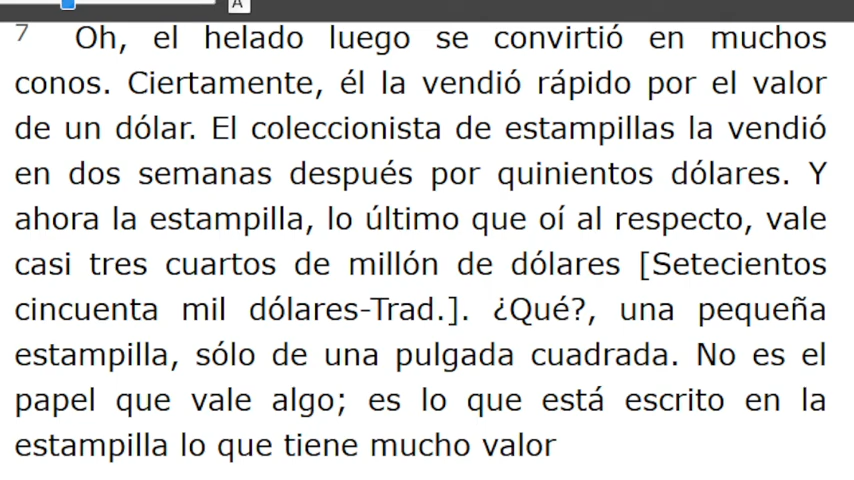 A
7 Oh, el helado luego se convirtió en muchos
conos. Ciertamente, él la vendió rápido por el valor
de un dólar. El coleccionista de estampillas la vendió
en dos semanas después por quinientos dólares. Y
ahora la estampilla, lo último que oí al respecto, vale
casi tres cuartos de millón de dólares [Setecientos
cincuenta mil dólares-Trad.]. ¿Qué?, una pequeña
estampilla, sólo de una pulgada cuadrada. No es el
papel que vale algo; es lo que está escrito en la
estampilla lo que tiene mucho valor